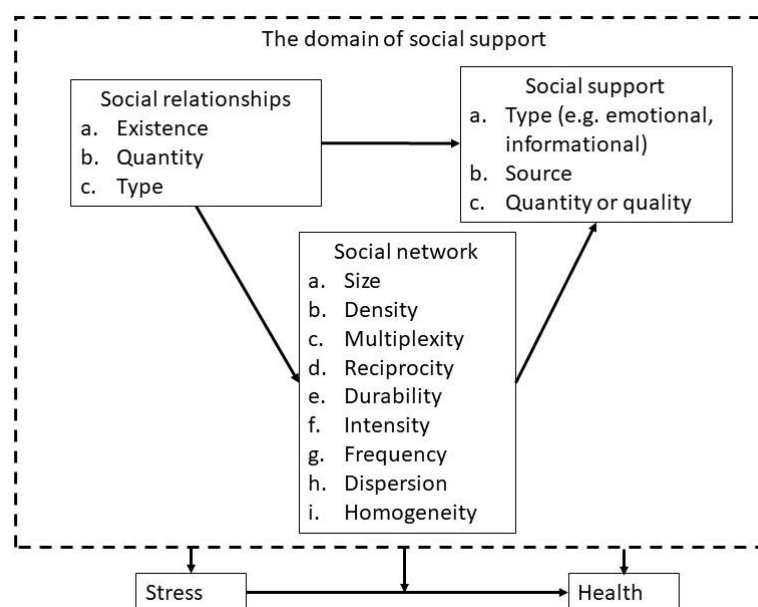 The domain of social support
Social relationships
a. Existence
b. Quantity
c. Type
Social support
a. Type (e.g. emotional,
informational)
b. Source
c. Quantity or quality
Social network
a. Size
b. Density
c. Multiplexity
d. Reciprocity
e. Durability
f. Intensity
g. Frequency
h. Dispersion
i. Homogeneity
Stress
Health